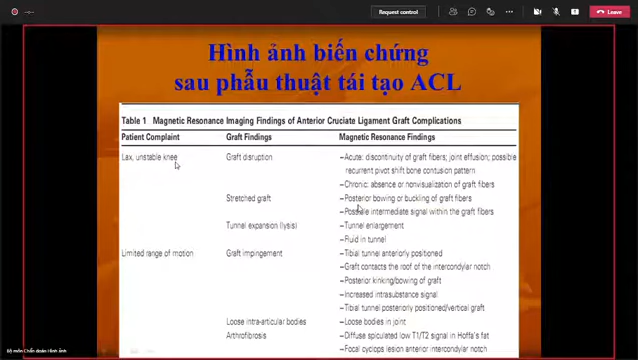 Request control
Leave
Hình ảnh biến chứng
sau phẫu thuật tái tạo ACL
Table 1 Magnetic Resonance Imaging Findings of Anterior Cruciate Ligament Graft Complications
Patient Complaint Graft Findings Magnetic Resonance Findings
Lax, unstable knee Graft disruption –Acute: discontinuity of graft fibers; joint effusion; possible
recurrent pivot shift bone contusion pattern
–Chronic: absence or nonvisualization of graft fibers
Stretched graft –Posterior bowing or buckling of graft fibers
–Possible intermediate signal within the graft fibers
Tunnel expansion (lysis) –Tunnel enlargement
–Fluid in tunnel
Limited range of motion Graft impingement –Tibial tunnel anteriorly positioned
–Graft contacts the roof of the intercondylar notch
–Posterior kinking/bowing of graft
–Increased intrasubstance signal
–Tibial tunnel posteriorly positioned/vertical graft
Loose intra-articular bodies –Loose bodies in joint
Arthrofibrosis –Diffuse spiculated low T1/T2 signal in Hoffa's fat
–Focal cyclops lesion anterior intercondylar notch
Bộ môn Chẩn đoán Hình ảnh